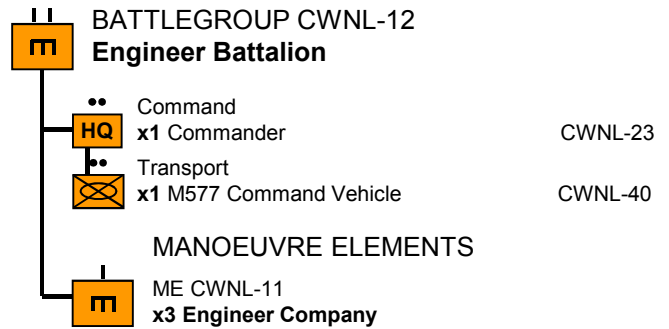 BATTLEGROUP CWNL-12
Engineer Battalion
Command
HQ x1 Commander CWNL-23
Transport
x1 M577 Command Vehicle CWNL-40
MANOEUVRE ELEMENTS
ME CWNL-11
x3 Engineer Company